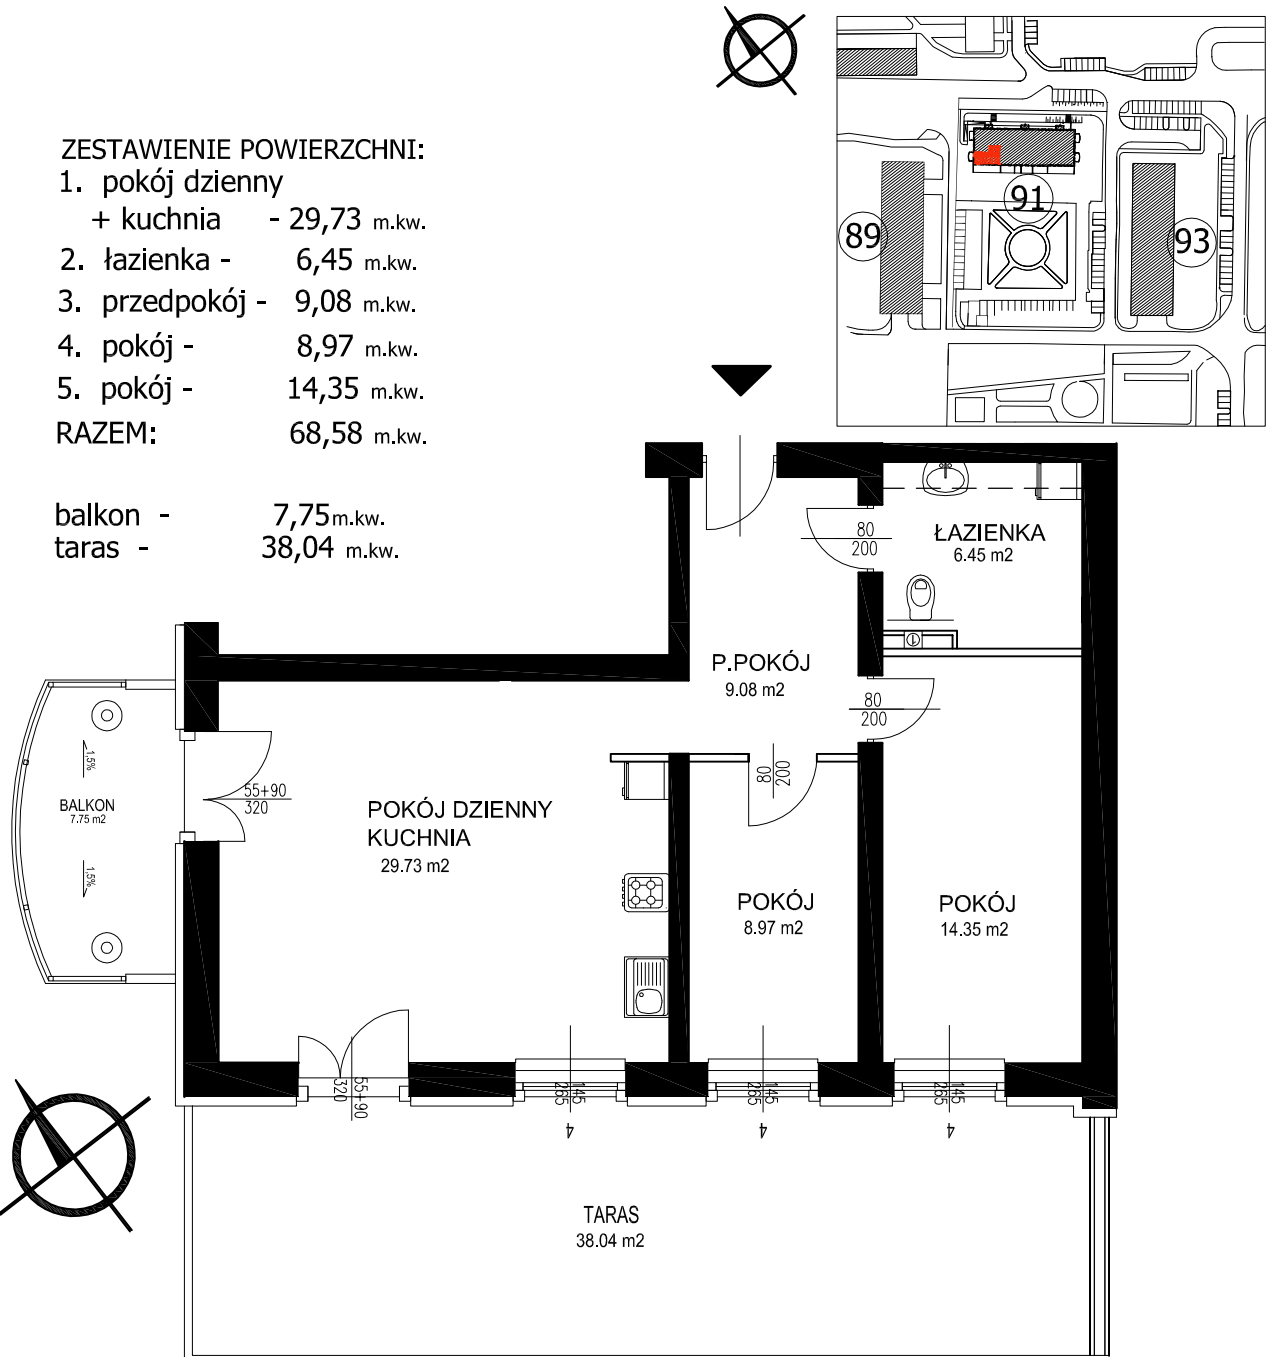 ZESTAWIENIE POWIERZCHNI:
1. pokój dzienny
+ kuchnia - 29,73 m.kw.
2. łazienka - 6,45 m.kw.
3. przedpokój - 9,08 m.kw.
4. pokój - 8,97 m.kw.
5. pokój - 14,35 m.kw.
RAZEM: 68,58 m.kw.
balkon - 7,75 m.kw.
taras - 38,04 m.kw.
91
89
93
80
200
ŁAZIENKA
6.45 m2
P.POKÓJ
9.08 m2
80
200
80
200
1,5%
55+90
320
BALKON
7.75 m2
POKÓJ DZIENNY
KUCHNIA
29.73 m2
1,5%
POKÓJ
8.97 m2
POKÓJ
14.35 m2
55+90
320
145
265
145
265
145
265
4
4
4
TARAS
38.04 m2